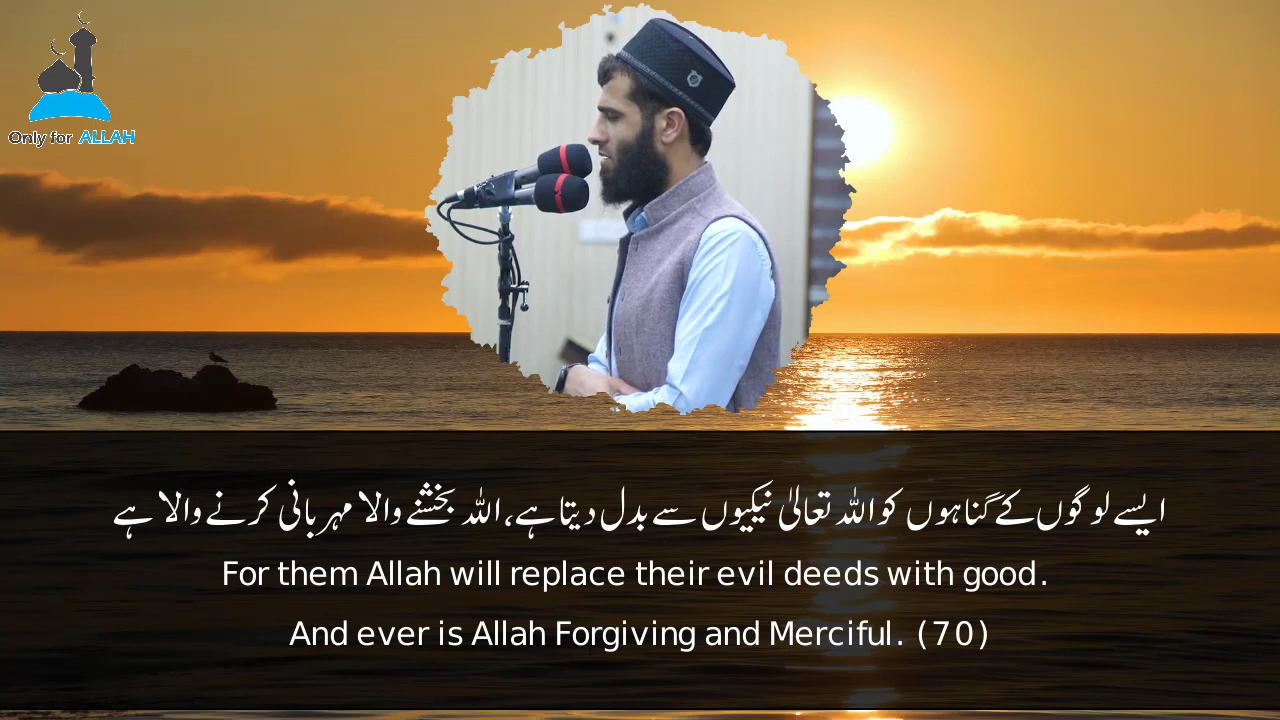 Only for ALLAH
ایسے لوگوں کے گناہوں کو اللہ تعالیٰ نیکیوں سے بدل دیتا ہے، اللہ بخشنے والا مہربانی کرنے والا ہے
For them Allah will replace their evil deeds with good.
And ever is Allah Forgiving and Merciful. (70)